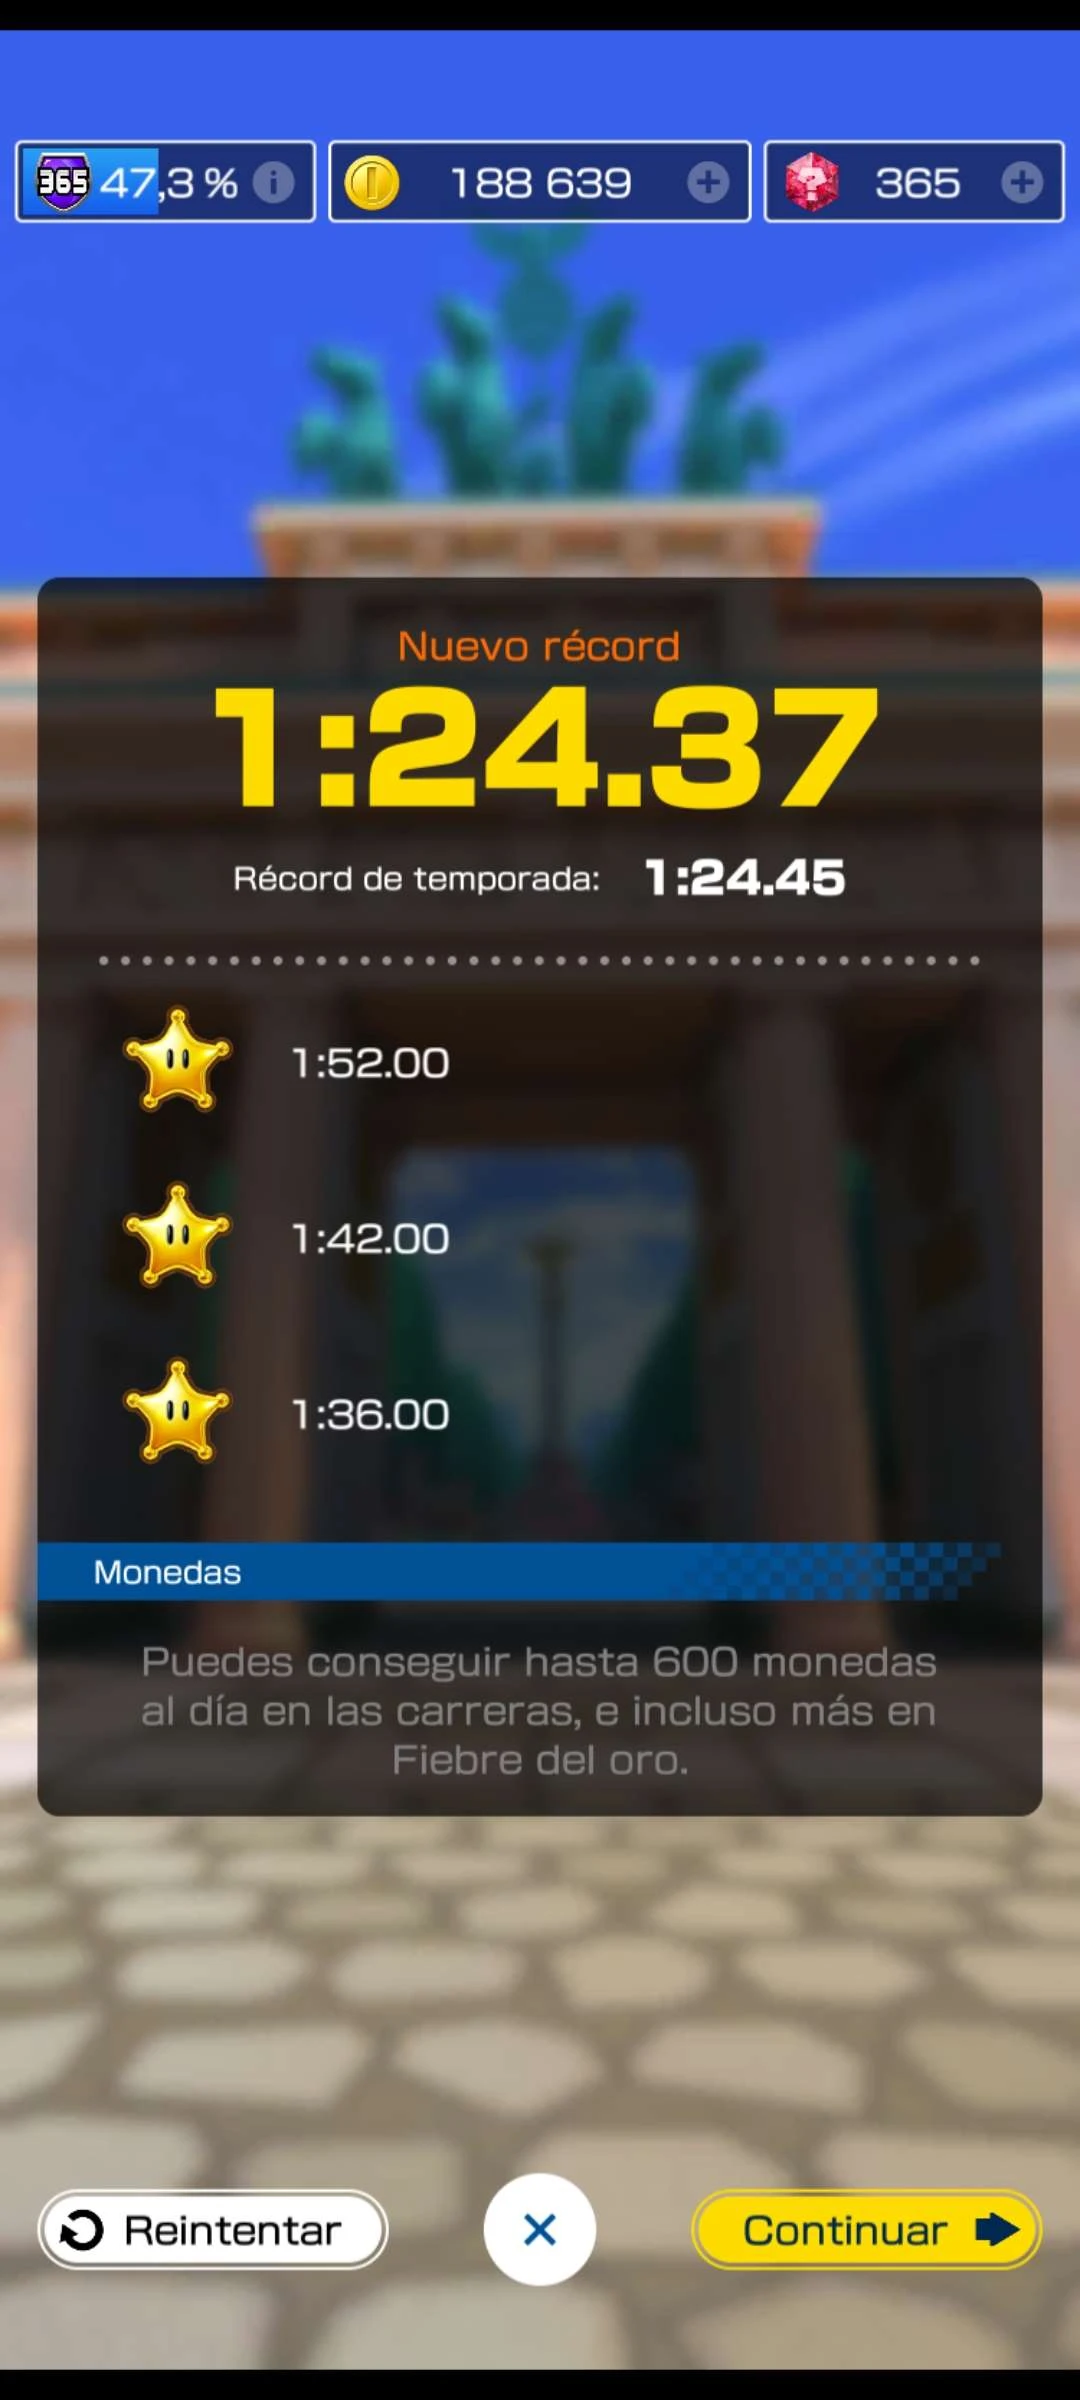 365 47,3 % i 188 639 + 365 +
Nuevo récord
1:24.37
Récord de temporada: 1:24.45
1:52.00
1:42.00
1:36.00
Monedas
Puedes conseguir hasta 600 monedas
al día en las carreras, e incluso más en
Fiebre del oro.
Reintentar × Continuar